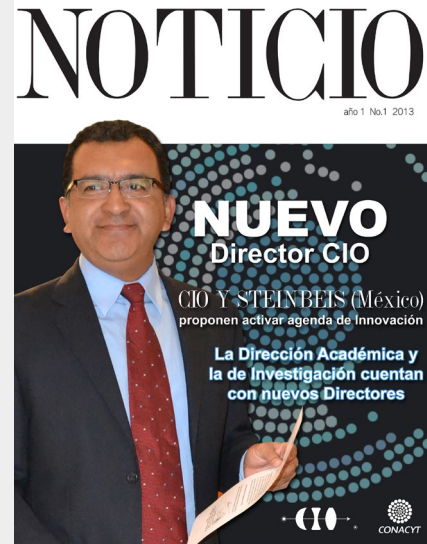 NOTICIO
año 1 No.1 2013
NUEVO
Director CIO
CIO Y STEINBEIS (México)
proponen activar agenda de Innovación
La Dirección Académica y
la de Investigación cuentan
con nuevos Directores
CIO
CONACYT